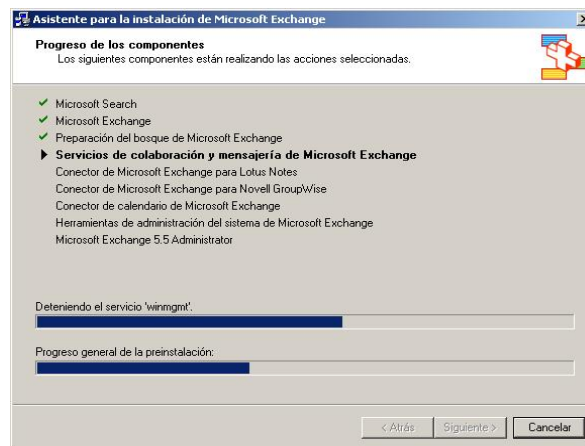 Asistente para la instalación de Microsoft Exchange
Progreso de los componentes
Los siguientes componentes están realizando las acciones seleccionadas.
Microsoft Search
Microsoft Exchange
Preparación del bosque de Microsoft Exchange
Servicios de colaboración y mensajería de Microsoft Exchange
Conector de Microsoft Exchange para Lotus Notes
Conector de Microsoft Exchange para Novell GroupWise
Conector de calendario de Microsoft Exchange
Herramientas de administración del sistema de Microsoft Exchange
Microsoft Exchange 5.5 Administrator
Deteniendo el servicio 'winmgmt'.
Progreso general de la preinstalación:
< Atrás Siguiente > Cancelar